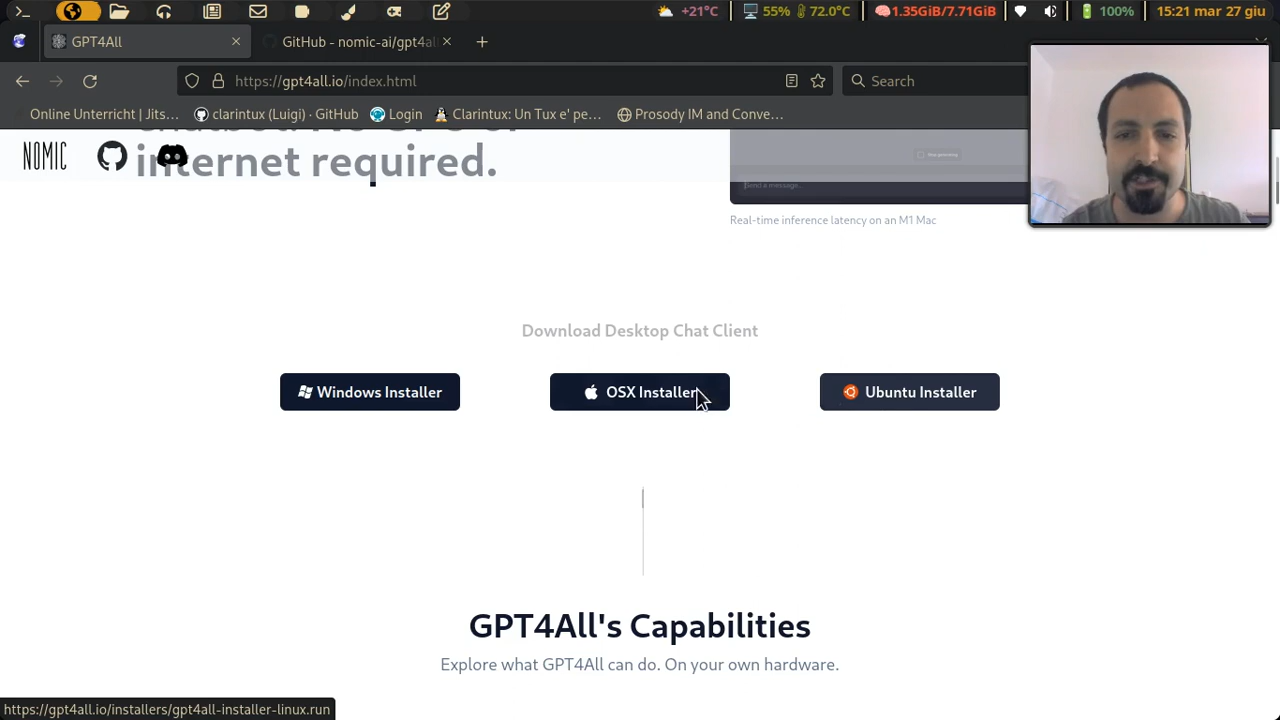 +21°C 55% 72.0°C 1.35GiB/7.71GiB 100% 15:21 mar 27 giu
GPT4All GitHub - nomic-ai/gpt4al
https://gpt4all.io/index.html Search
Online Unterricht | Jits… clarintux (Luigi) · GitHub Login Clarintux: Un Tux e' pe… Prosody IM and Conve…
NOMIC
internet required.
Send a message...
Real-time inference latency on an M1 Mac
Download Desktop Chat Client
Windows Installer OSX Installer Ubuntu Installer
GPT4All's Capabilities
Explore what GPT4All can do. On your own hardware.
https://gpt4all.io/installers/gpt4all-installer-linux.run